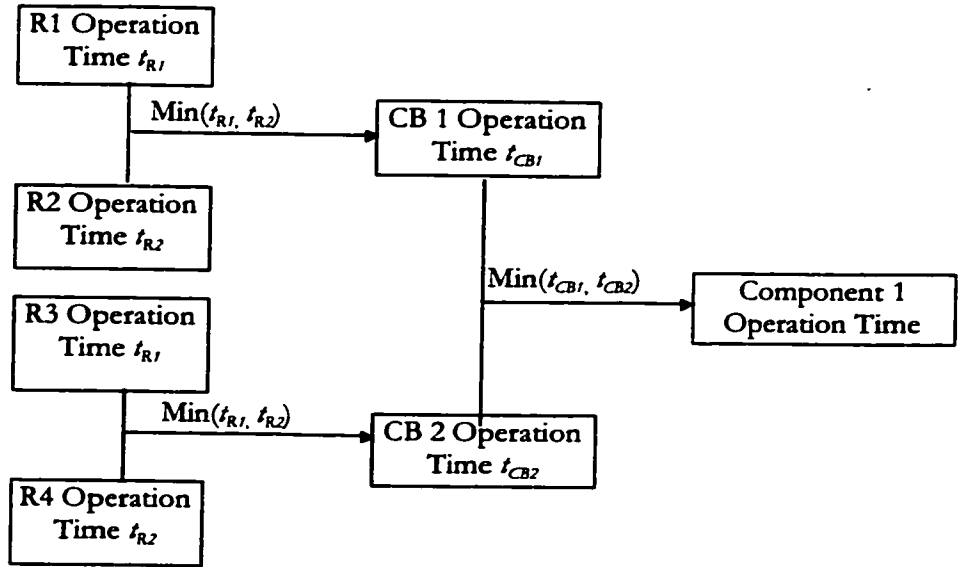 R1 Operation
Time t_R1
Min(t_R1, t_R2)
CB 1 Operation
Time t_CB1
R2 Operation
Time t_R2
Min(t_CB1, t_CB2)
Component 1
Operation Time
R3 Operation
Time t_R1
Min(t_R1, t_R2)
CB 2 Operation
Time t_CB2
R4 Operation
Time t_R2